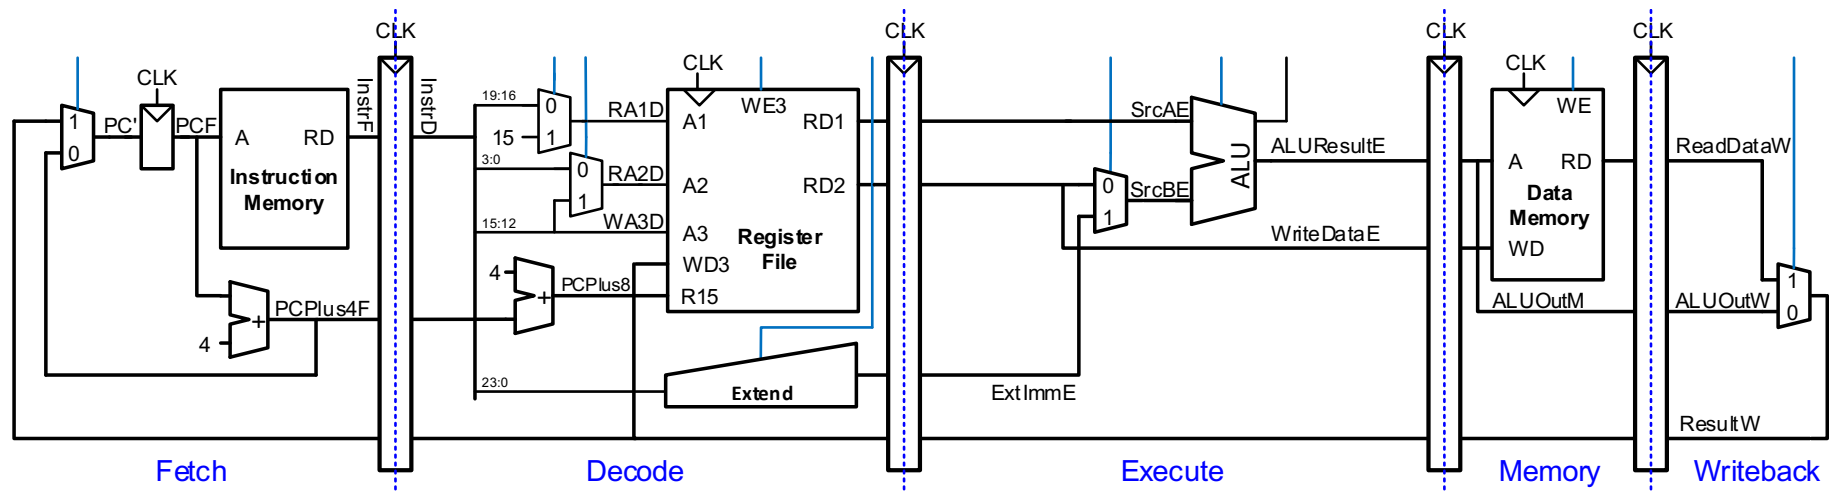 CLK
CLK
CLK
CLK
CLK
CLK
CLK
1
0
PC'
PCF
A
RD
Instruction
Memory
InstrF
InstrD
4
+
PCPlus4F
19:16
0
1
15
RA1D
3:0
0
1
RA2D
15:12
WA3D
4
+
PCPlus8
23:0
WE3
A1
RD1
A2
RD2
A3
Register
File
WD3
R15
Extend
SrcAE
0
1
SrcBE
ALU
ALUResultE
WriteDataE
ExtImmE
WE
A
RD
Data
Memory
WD
ALUOutM
ReadDataW
ALUOutW
1
0
ResultW
Fetch
Decode
Execute
Memory
Writeback